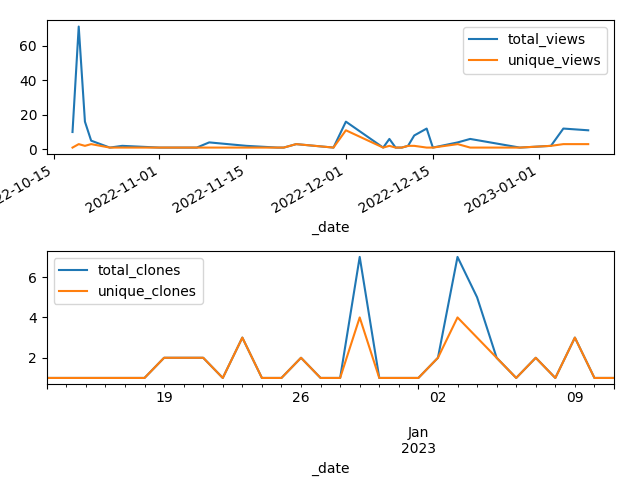 60
40
20
0
total_views
unique_views
22-10-15
2022-11-01
2022-11-15
2022-12-01
2022-12-15
2023-01-01
_date
6
4
2
total_clones
unique_clones
19
26
02
09
Jan
2023
_date